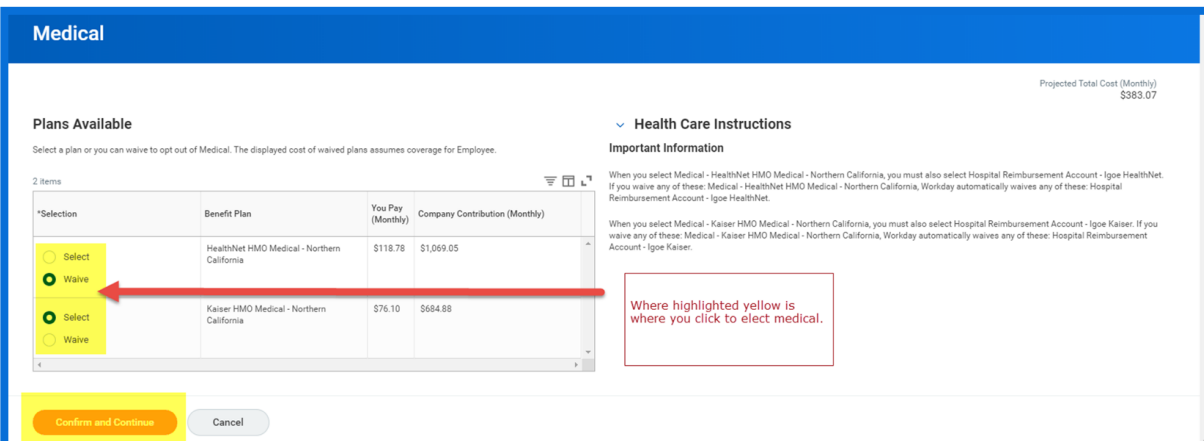 Medical
Projected Total Cost (Monthly)
$383.07
Plans Available
Select a plan or you can waive to opt out of Medical. The displayed cost of waived plans assumes coverage for Employee.
2 items
*Selection
Benefit Plan
You Pay
(Monthly)
Company Contribution (Monthly)
Select
Waive
HealthNet HMO Medical - Northern
California
$118.78
$1,069.05
Select
Waive
Kaiser HMO Medical - Northern
California
$76.10
$684.88
Health Care Instructions
Important Information
When you select Medical - HealthNet HMO Medical - Northern California, you must also select Hospital Reimbursement Account - Igoe HealthNet.
If you waive any of these: Medical - HealthNet HMO Medical - Northern California, Workday automatically waives any of these: Hospital
Reimbursement Account - Igoe HealthNet.
When you select Medical - Kaiser HMO Medical - Northern California, you must also select Hospital Reimbursement Account - Igoe Kaiser. If you
waive any of these: Medical - Kaiser HMO Medical - Northern California, Workday automatically waives any of these: Hospital Reimbursement
Account - Igoe Kaiser.
Where highlighted yellow is
where you click to elect medical.
Confirm and Continue
Cancel